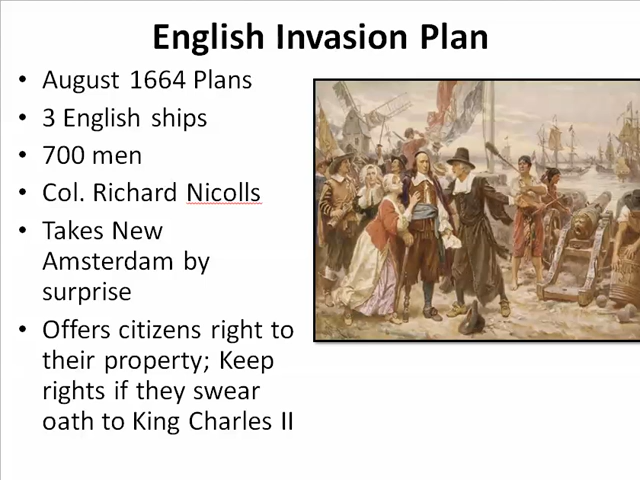 English Invasion Plan
• August 1664 Plans
• 3 English ships
• 700 men
• Col. Richard Nicolls
• Takes New
Amsterdam by
surprise
• Offers citizens right to
their property; Keep
rights if they swear
oath to King Charles II